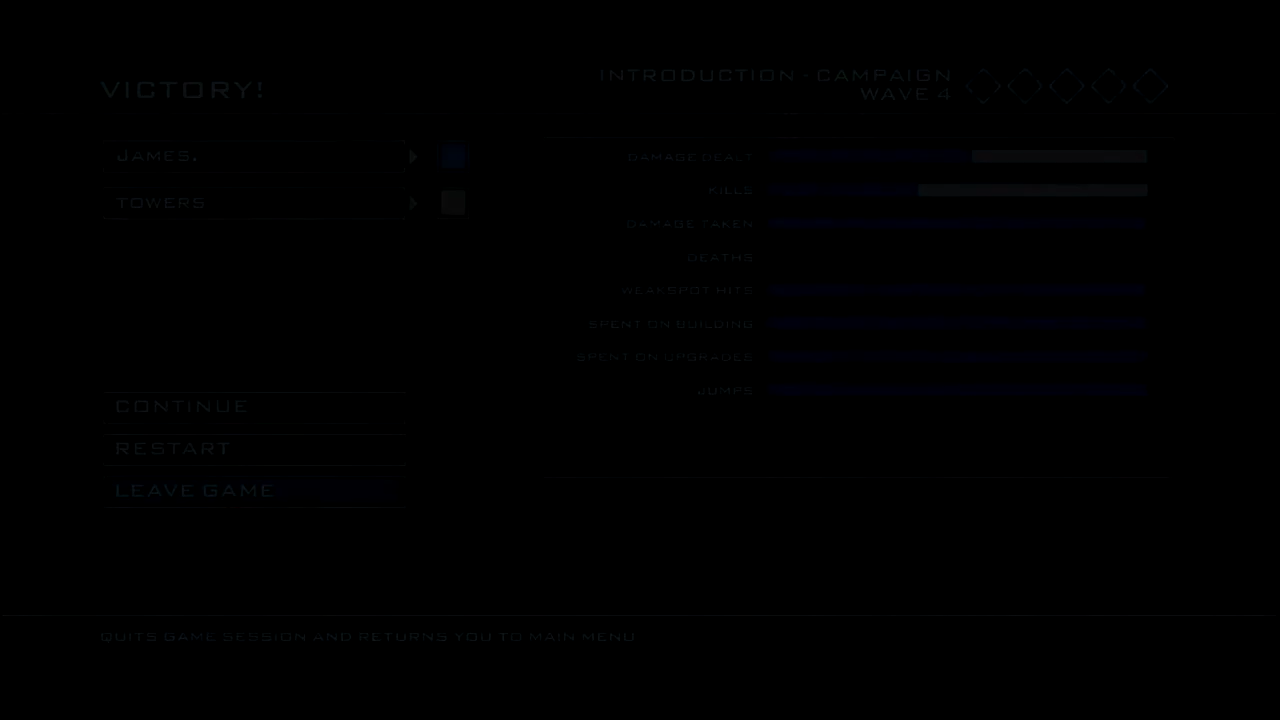 VICTORY!
INTRODUCTION - CAMPAIGN
WAVE 4
JAMES.
TOWERS
DAMAGE DEALT
KILLS
DAMAGE TAKEN
DEATHS
WEAKSPOT HITS
SPENT ON BUILDING
SPENT ON UPGRADES
JUMPS
CONTINUE
RESTART
LEAVE GAME
QUITS GAME SESSION AND RETURNS YOU TO MAIN MENU